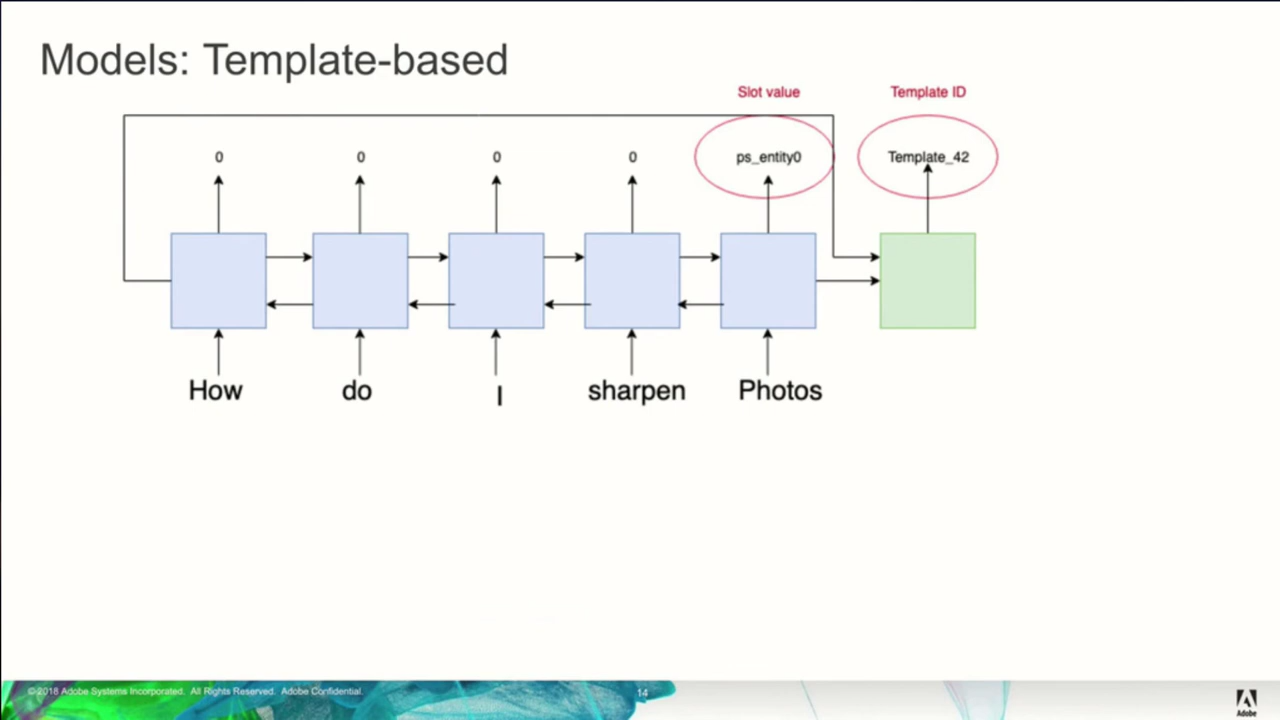 Models: Template-based
Slot value Template ID
0 0 0 0 ps_entity0 Template_42
How do I sharpen Photos
© 2018 Adobe Systems Incorporated. All Rights Reserved. Adobe Confidential.
14
Adobe